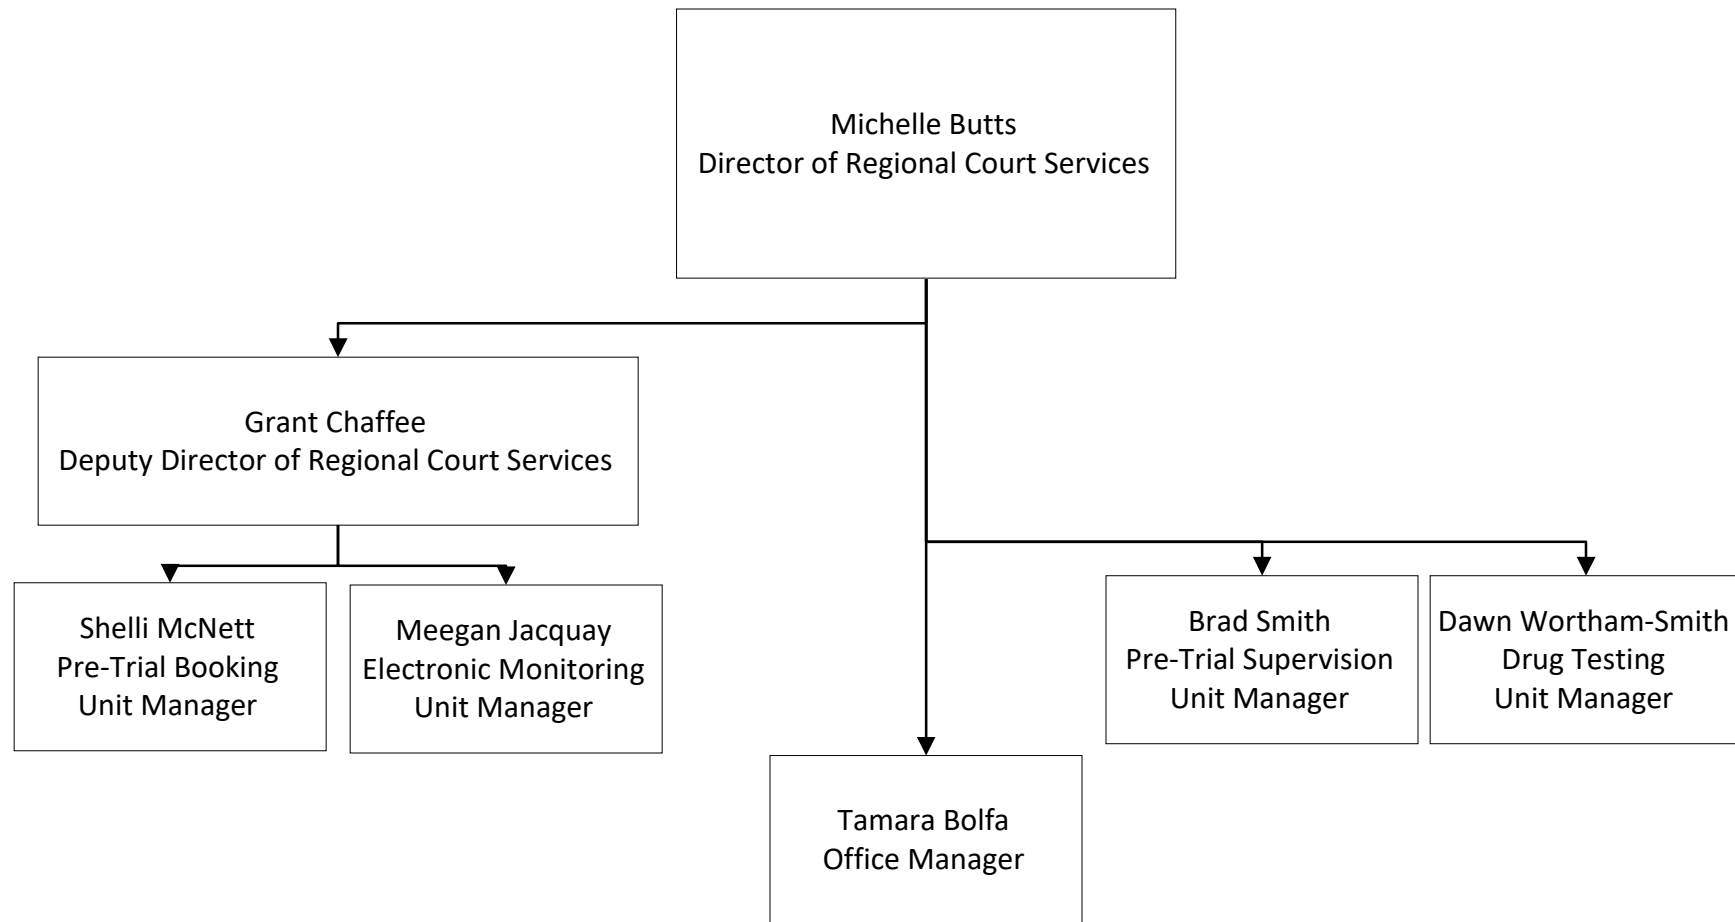 Michelle Butts
Director of Regional Court Services
Grant Chaffee
Deputy Director of Regional Court Services
Shelli McNett
Pre-Trial Booking
Unit Manager
Meegan Jacquay
Electronic Monitoring
Unit Manager
Brad Smith
Pre-Trial Supervision
Unit Manager
Dawn Wortham-Smith
Drug Testing
Unit Manager
Tamara Bolfa
Office Manager